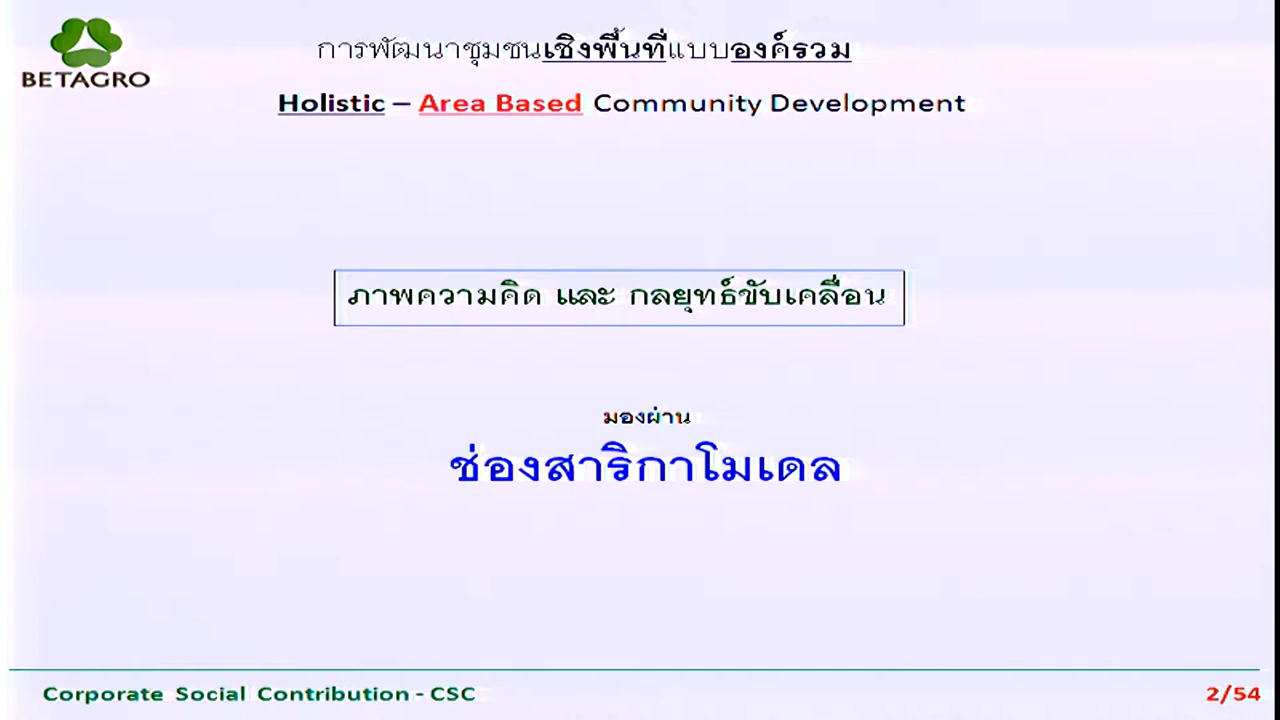 BETAGRO
การพัฒนาชุมชนเชิงพื้นที่แบบองค์รวม
Holistic – Area Based Community Development
ภาพความคิด และ กลยุทธ์ขับเคลื่อน
มองผ่าน
ช่องสาริกาโมเดล
Corporate Social Contribution - CSC
2/54